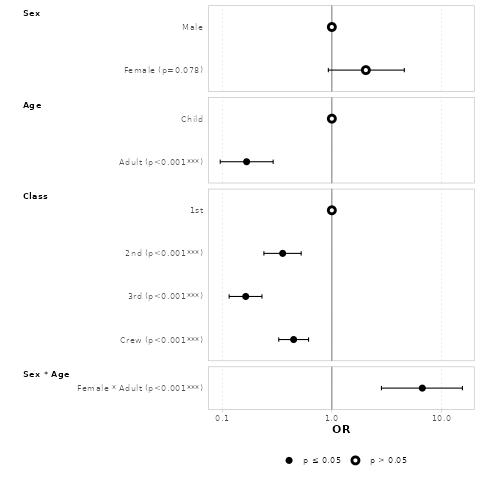 Sex
Male
Female (p=0.078)
Age
Child
Adult (p<0.001***)
Class
1st
2nd (p<0.001***)
3rd (p<0.001***)
Crew (p<0.001***)
Sex * Age
Female * Adult (p<0.001***)
0.1 1.0 10.0
OR
p ≤ 0.05 p > 0.05